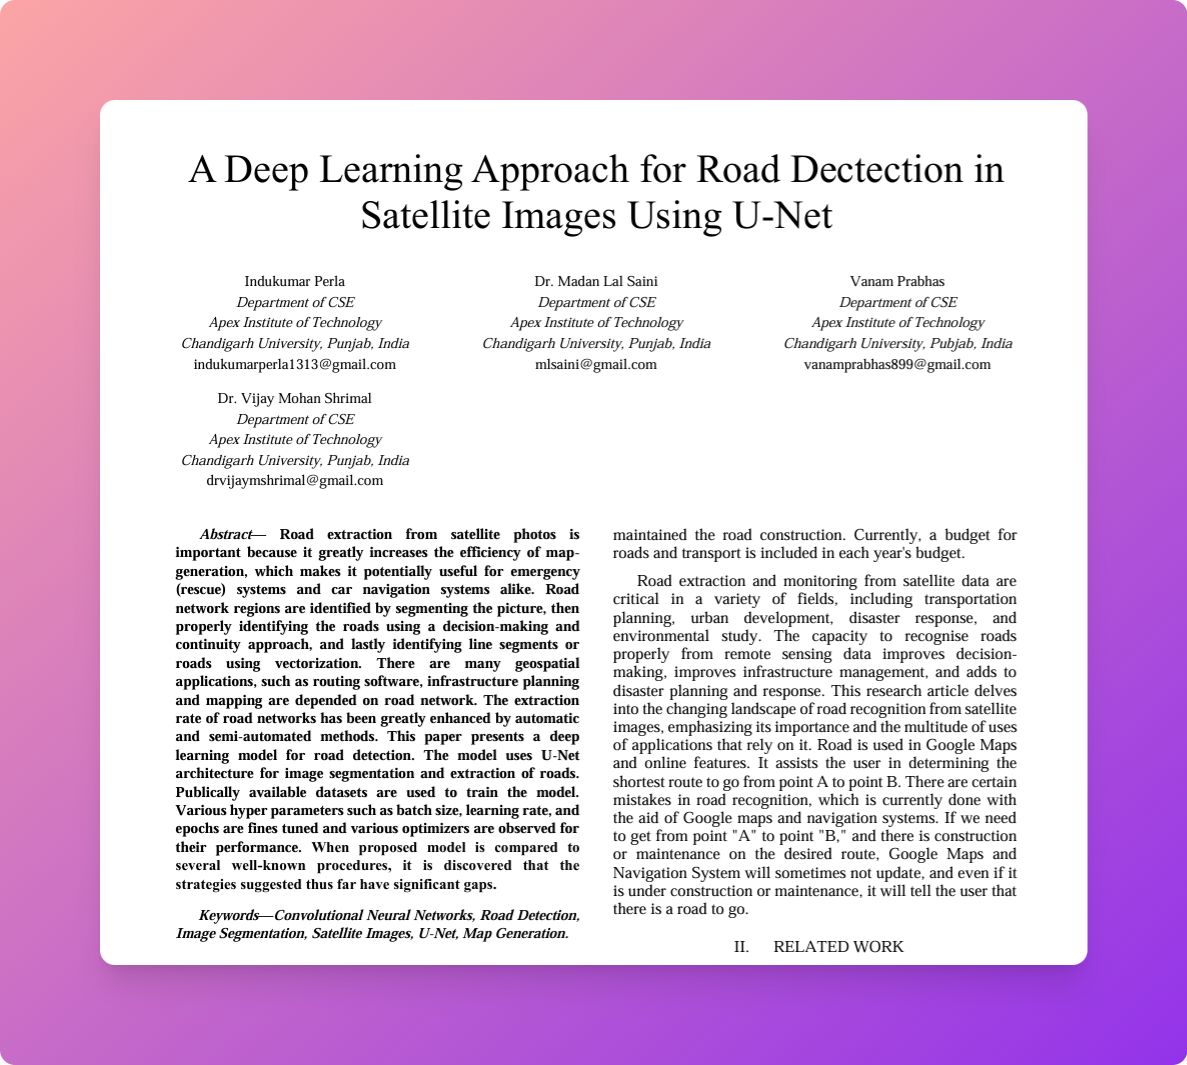 A Deep Learning Approach for Road Dectection in
Satellite Images Using U-Net
Indukumar Perla
Department of CSE
Apex Institute of Technology
Chandigarh University, Punjab, India
indukumarperla1313@gmail.com
Dr. Madan Lal Saini
Department of CSE
Apex Institute of Technology
Chandigarh University, Punjab, India
mlsaini@gmail.com
Vanam Prabhas
Department of CSE
Apex Institute of Technology
Chandigarh University, Pubjab, India
vanamprabhas899@gmail.com
Dr. Vijay Mohan Shrimal
Department of CSE
Apex Institute of Technology
Chandigarh University, Punjab, India
drvijaymshrimal@gmail.com
Abstract— Road extraction from satellite photos is
important because it greatly increases the efficiency of map-
generation, which makes it potentially useful for emergency
(rescue) systems and car navigation systems alike. Road
network regions are identified by segmenting the picture, then
properly identifying the roads using a decision-making and
continuity approach, and lastly identifying line segments or
roads using vectorization. There are many geospatial
applications, such as routing software, infrastructure planning
and mapping are depended on road network. The extraction
rate of road networks has been greatly enhanced by automatic
and semi-automated methods. This paper presents a deep
learning model for road detection. The model uses U-Net
architecture for image segmentation and extraction of roads.
Publically available datasets are used to train the model.
Various hyper parameters such as batch size, learning rate, and
epochs are fines tuned and various optimizers are observed for
their performance. When proposed model is compared to
several well-known procedures, it is discovered that the
strategies suggested thus far have significant gaps.
Keywords—Convolutional Neural Networks, Road Detection,
Image Segmentation, Satellite Images, U-Net, Map Generation.
maintained the road construction. Currently, a budget for
roads and transport is included in each year's budget.
Road extraction and monitoring from satellite data are
critical in a variety of fields, including transportation
planning, urban development, disaster response, and
environmental study. The capacity to recognise roads
properly from remote sensing data improves decision-
making, improves infrastructure management, and adds to
disaster planning and response. This research article delves
into the changing landscape of road recognition from satellite
images, emphasizing its importance and the multitude of uses
of applications that rely on it. Road is used in Google Maps
and online features. It assists the user in determining the
shortest route to go from point A to point B. There are certain
mistakes in road recognition, which is currently done with
the aid of Google maps and navigation systems. If we need
to get from point "A" to point "B," and there is construction
or maintenance on the desired route, Google Maps and
Navigation System will sometimes not update, and even if it
is under construction or maintenance, it will tell the user that
there is a road to go.
II. RELATED WORK